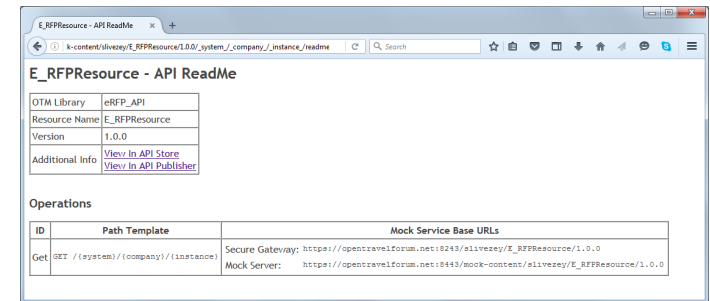 E_RFPResource - API ReadMe
k-content/slivezey/E_RFPResource/1.0.0/_system_/_company_/_instance_/readme
Search
E_RFPResource - API ReadMe
OTM Library eRFP_API
Resource Name E_RFPResource
Version 1.0.0
Additional Info View In API Store
View In API Publisher
Operations
ID Path Template Mock Service Base URLs
Get GET /{system}/{company}/{instance} Secure Gateway: https://opentravelforum.net:8243/slivezey/E_RFPResource/1.0.0
Mock Server: https://opentravelforum.net:8443/mock-content/slivezey/E_RFPResource/1.0.0